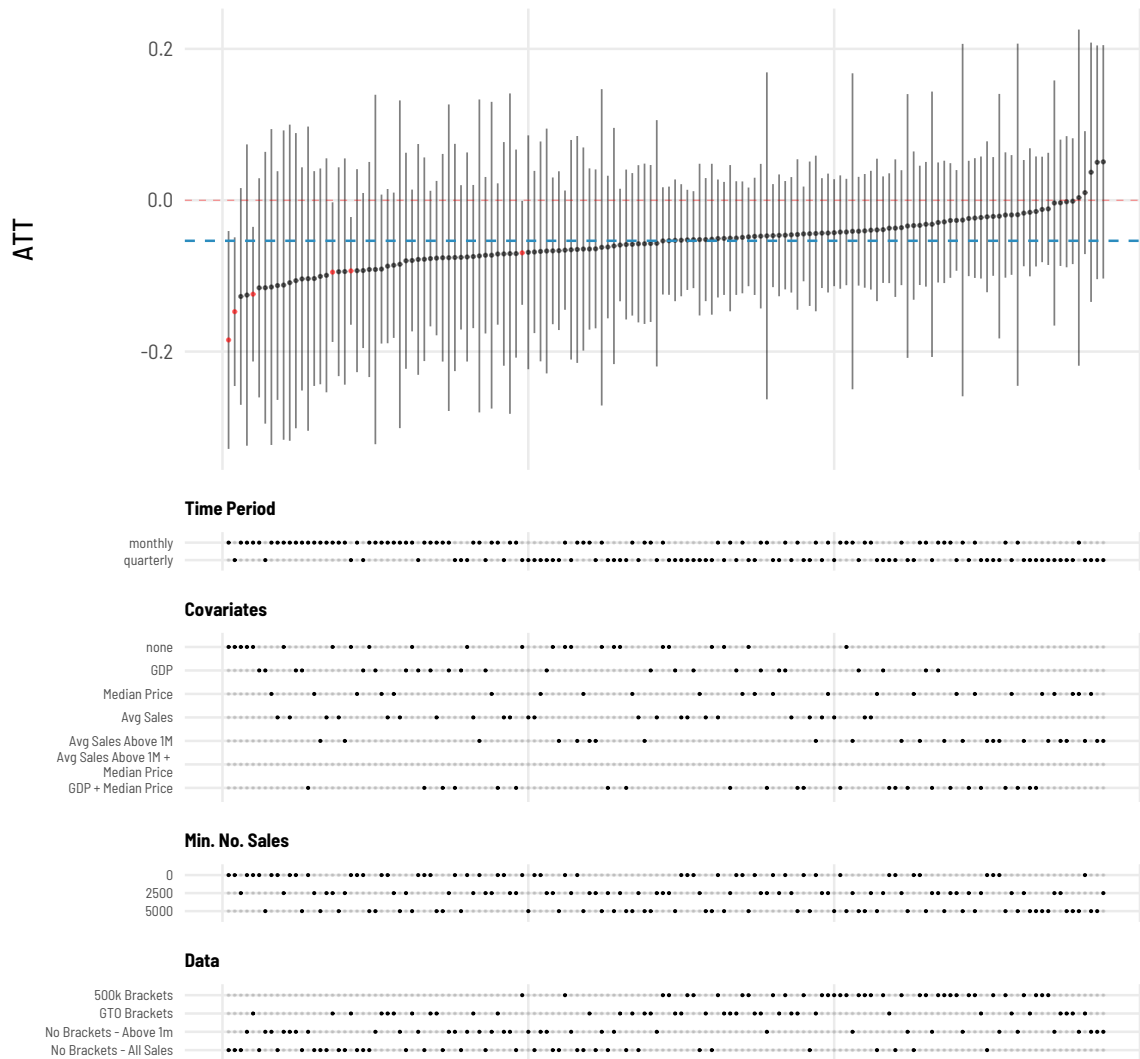 0.2
0.0
-0.2
ATT
Time Period
monthly
quarterly
Covariates
none
GDP
Median Price
Avg Sales
Avg Sales Above 1M
Avg Sales Above 1M +
Median Price
GDP + Median Price
Min. No. Sales
0
2500
5000
Data
500k Brackets
GTO Brackets
No Brackets - Above 1m
No Brackets - All Sales